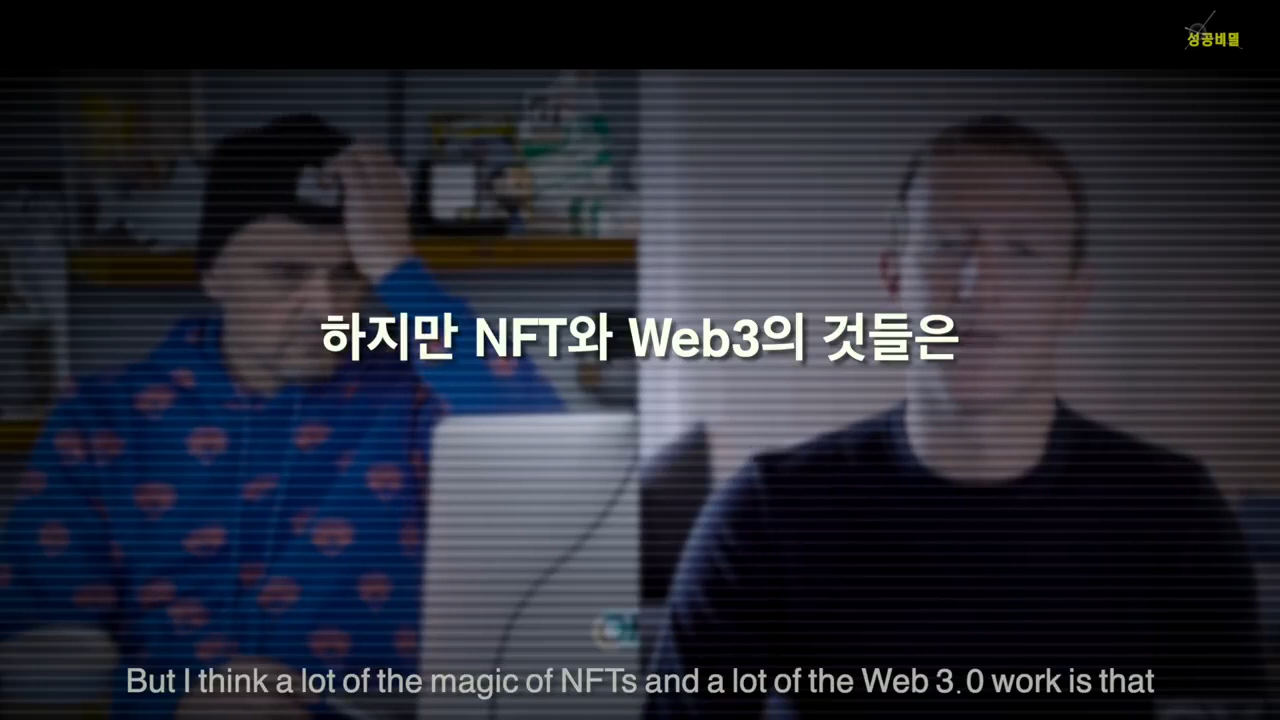 성공비밀
하지만 NFT와 Web3의 것들은
But I think a lot of the magic of NFTs and a lot of the Web 3.0 work is that